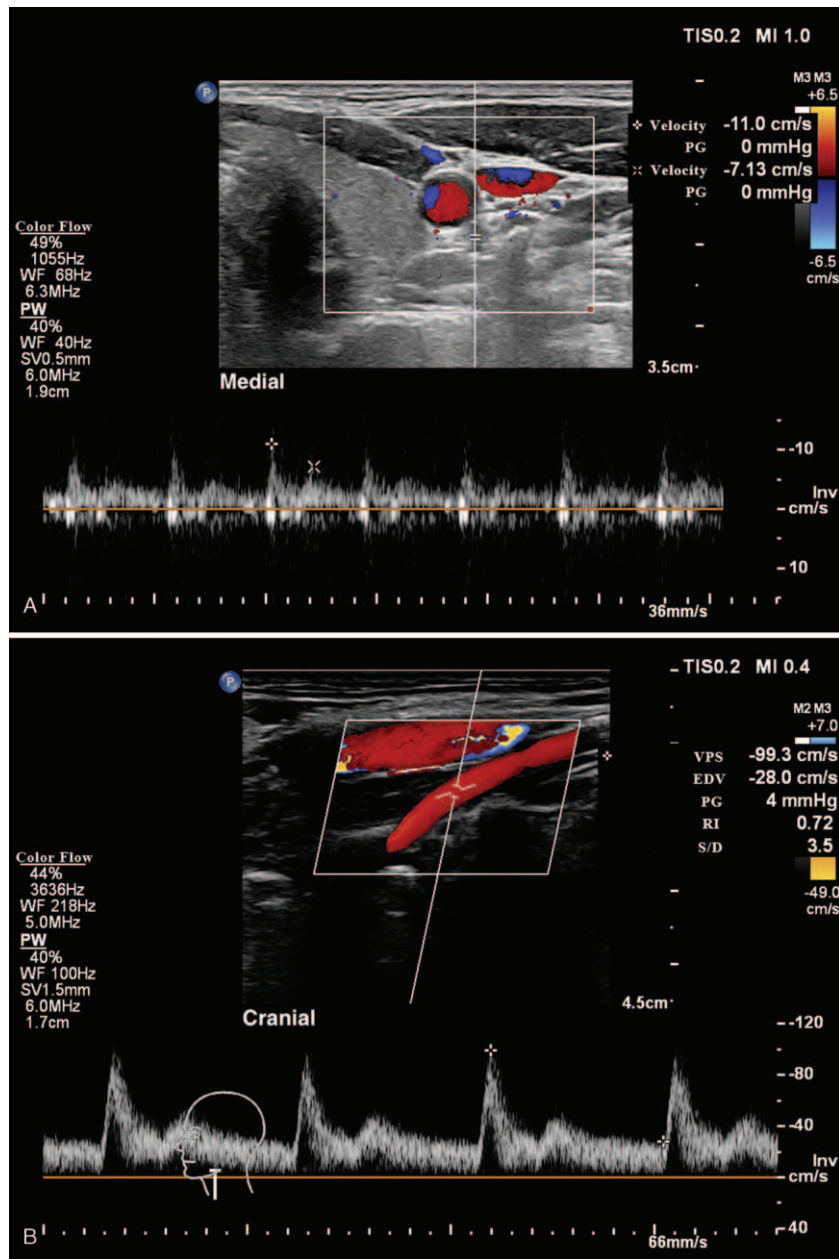 TIS0.2 MI 1.0
P
M3 M3
+6.5
Velocity -11.0 cm/s
PG 0 mmHg
Velocity -7.13 cm/s
PG 0 mmHg
-6.5
cm/s
Color Flow
49%
1055Hz
WF 68Hz
6.3MHz
PW
40%
WF 40Hz
SV0.5mm
6.0MHz
1.9cm
3.5cm
Medial
-10
Inv
cm/s
10
A
36mm/s
TIS0.2 MI 0.4
P
M2 M3
+7.0
VPS -99.3 cm/s
EDV -28.0 cm/s
PG 4 mmHg
RI 0.72
S/D 3.5
-49.0
cm/s
Color Flow
44%
3636Hz
WF 218Hz
5.0MHz
PW
40%
WF 100Hz
SV1.5mm
6.0MHz
1.7cm
4.5cm
Cranial
-120
-80
-40
Inv
cm/s
40
B
66mm/s